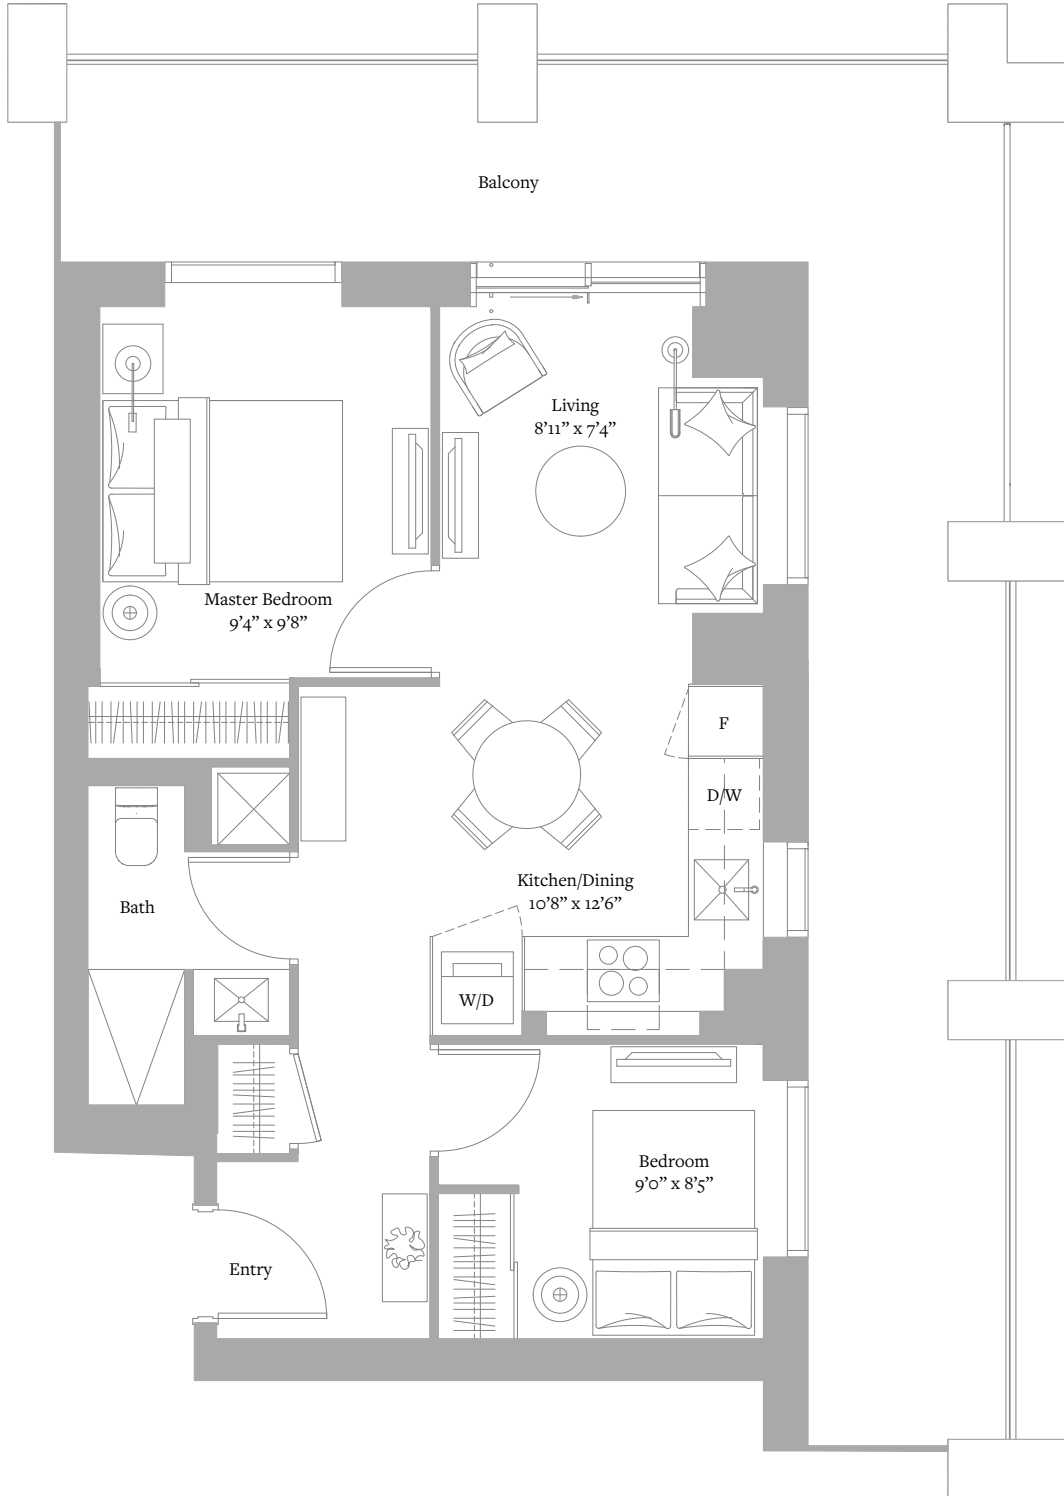 Balcony
Living
8’11” x 7’4”
Master Bedroom
9’4” x 9’8”
F
D/W
Kitchen/Dining
10’8” x 12’6”
Bath
W/D
Bedroom
9’0” x 8’5”
Entry